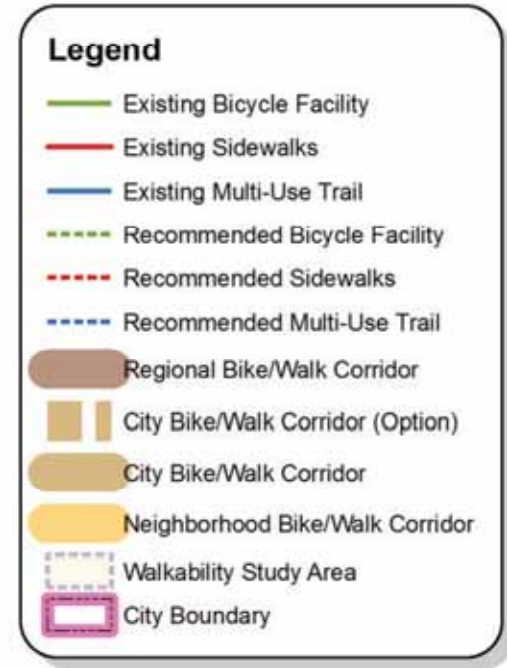 Legend
Existing Bicycle Facility
Existing Sidewalks
Existing Multi-Use Trail
Recommended Bicycle Facility
Recommended Sidewalks
Recommended Multi-Use Trail
Regional Bike/Walk Corridor
City Bike/Walk Corridor (Option)
City Bike/Walk Corridor
Neighborhood Bike/Walk Corridor
Walkability Study Area
City Boundary